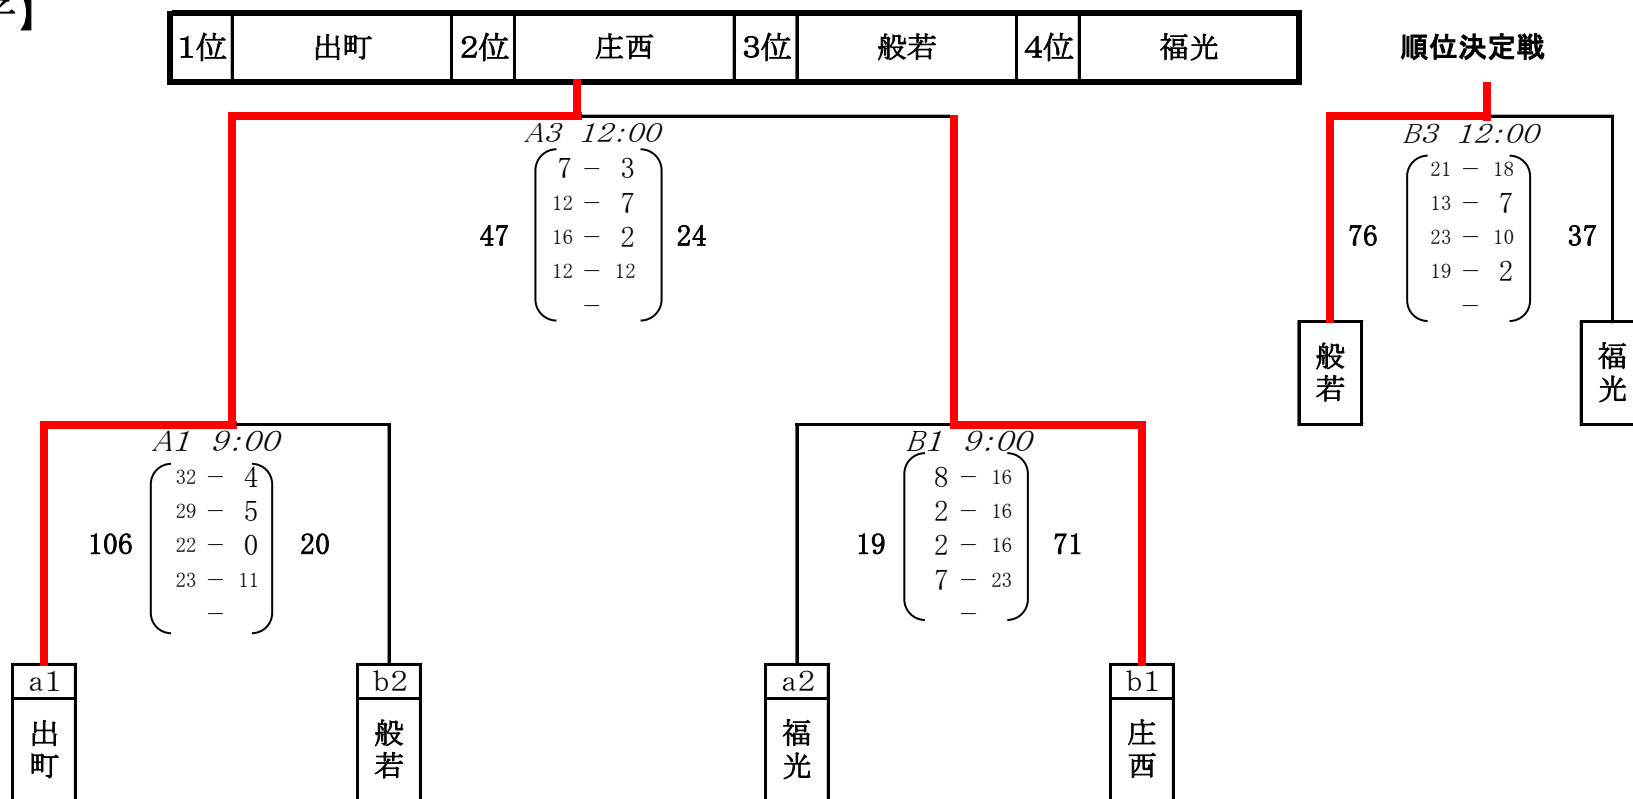 】
1位 出町 2位 庄西 3位 般若 4位 福光
順位決定戦
A3 12:00
7 － 3
12 － 7
47 16 － 2 24
12 － 12
－
B3 12:00
21 － 18
13 － 7
76 23 － 10 37
19 － 2
－
般若
福光
A1 9:00
32 － 4
29 － 5
106 22 － 0 20
23 － 11
－
B1 9:00
8 － 16
2 － 16
19 2 － 16 71
7 － 23
－
a1
出町
b2
般若
a2
福光
b1
庄西